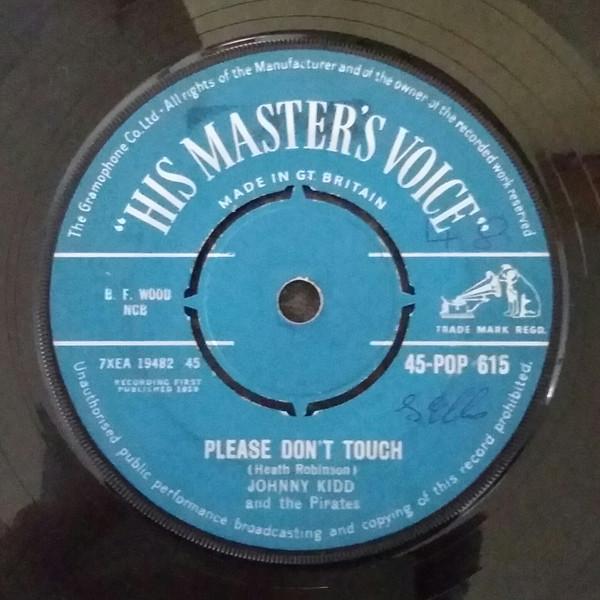 The Gramophone Co. Ltd · All rights of the Manufacturer and of the owner of the recorded work reserved
"HIS MASTER'S VOICE"
MADE IN GT. BRITAIN
48
B. F. WOOD
NCB
TRADE MARK REGD.
7XEA 19482 45
45-POP 615
RECORDING FIRST
PUBLISHED 1959
PLEASE DON'T TOUCH
(Heath Robinson)
JOHNNY KIDD
and the Pirates
Unauthorised public performance broadcasting and copying of this record prohibited.